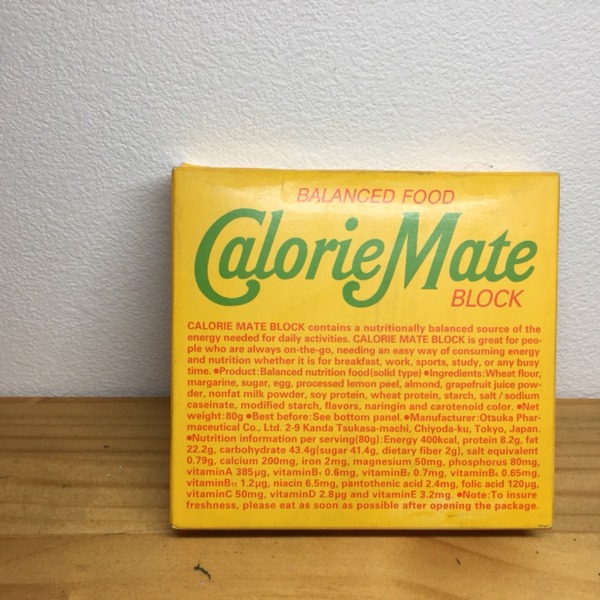 BALANCED FOOD
CalorieMate
BLOCK
CALORIE MATE BLOCK contains a nutritionally balanced source of the
energy needed for daily activities. CALORIE MATE BLOCK is great for peo-
ple who are always on-the-go, needing an easy way of consuming energy
and nutrition whether it is for breakfast, work, sports, study, or any busy
time. ●Product:Balanced nutrition food(solid type) ●Ingredients:Wheat flour,
margarine, sugar, egg, processed lemon peel, almond, grapefruit juice pow-
der, nonfat milk powder, soy protein, wheat protein, starch, salt / sodium
caseinate, modified starch, flavors, naringin and carotenoid color. ●Net
weight:80g ●Best before:See bottom panel. ●Manufacturer:Otsuka Phar-
maceutical Co., Ltd. 2-9 Kanda Tsukasa-machi, Chiyoda-ku, Tokyo, Japan.
●Nutrition information per serving(80g):Energy 400kcal, protein 8.2g, fat
22.2g, carbohydrate 43.4g(sugar 41.4g, dietary fiber 2g), salt equivalent
0.79g, calcium 200mg, iron 2mg, magnesium 50mg, phosphorus 80mg,
vitaminA 385μg, vitaminB₁ 0.6mg, vitaminB₂ 0.7mg, vitaminB₆ 0.65mg,
vitaminB₁₂ 1.2μg, niacin 6.5mg, pantothenic acid 2.4mg, folic acid 120μg,
vitaminC 50mg, vitaminD 2.8μg and vitaminE 3.2mg. ●Note:To insure
freshness, please eat as soon as possible after opening the package.